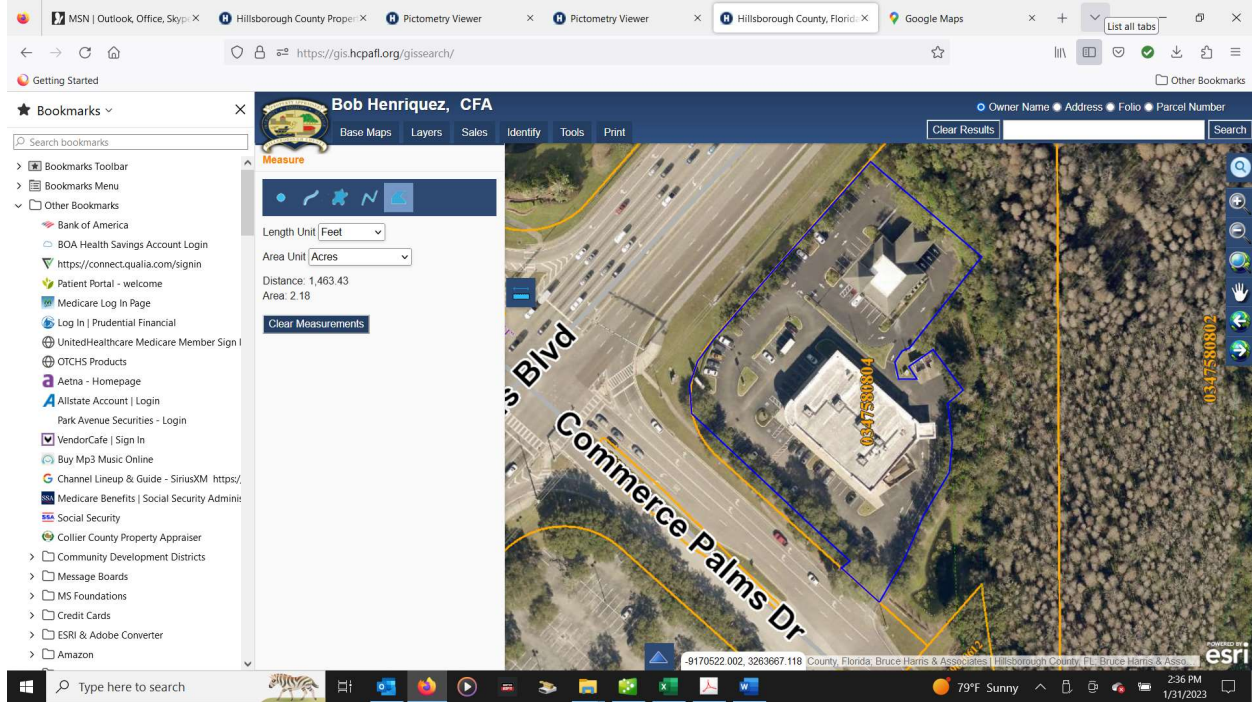 MSN | Outlook, Office, Skype
Hillsborough County Proper
Pictometry Viewer
Pictometry Viewer
Hillsborough County, Florida
Google Maps
List all tabs
https://gis.hcpafl.org/gissearch/
Getting Started
Other Bookmarks
Bookmarks
Search bookmarks
Bookmarks Toolbar
Bookmarks Menu
Other Bookmarks
Bank of America
BOA Health Savings Account Login
https://connect.qualia.com/signin
Patient Portal - welcome
Medicare Log In Page
Log In | Prudential Financial
UnitedHealthcare Medicare Member Sign I
OTCHS Products
Aetna - Homepage
Allstate Account | Login
Park Avenue Securities - Login
VendorCafe | Sign In
Buy Mp3 Music Online
Channel Lineup & Guide - SiriusXM https:/
SSA Medicare Benefits | Social Security Adminis
SSA Social Security
Collier County Property Appraiser
Community Development Districts
Message Boards
MS Foundations
Credit Cards
ESRI & Adobe Converter
Amazon
Bob Henriquez, CFA
Base Maps Layers Sales Identify Tools Print
Owner Name Address Folio Parcel Number
Clear Results Search
Measure
Length Unit Feet
Area Unit Acres
Distance: 1,463.43
Area: 2.18
Clear Measurements
s Blvd
Commerce Palms Dr
0347580804
0347580802
-9170522.002, 3263667.118 County, Florida, Bruce Harris & Associates | Hillsborough County, FL, Bruce Harris & Asso...
POWERED BY
esri
Type here to search
79°F Sunny
2:36 PM
1/31/2023